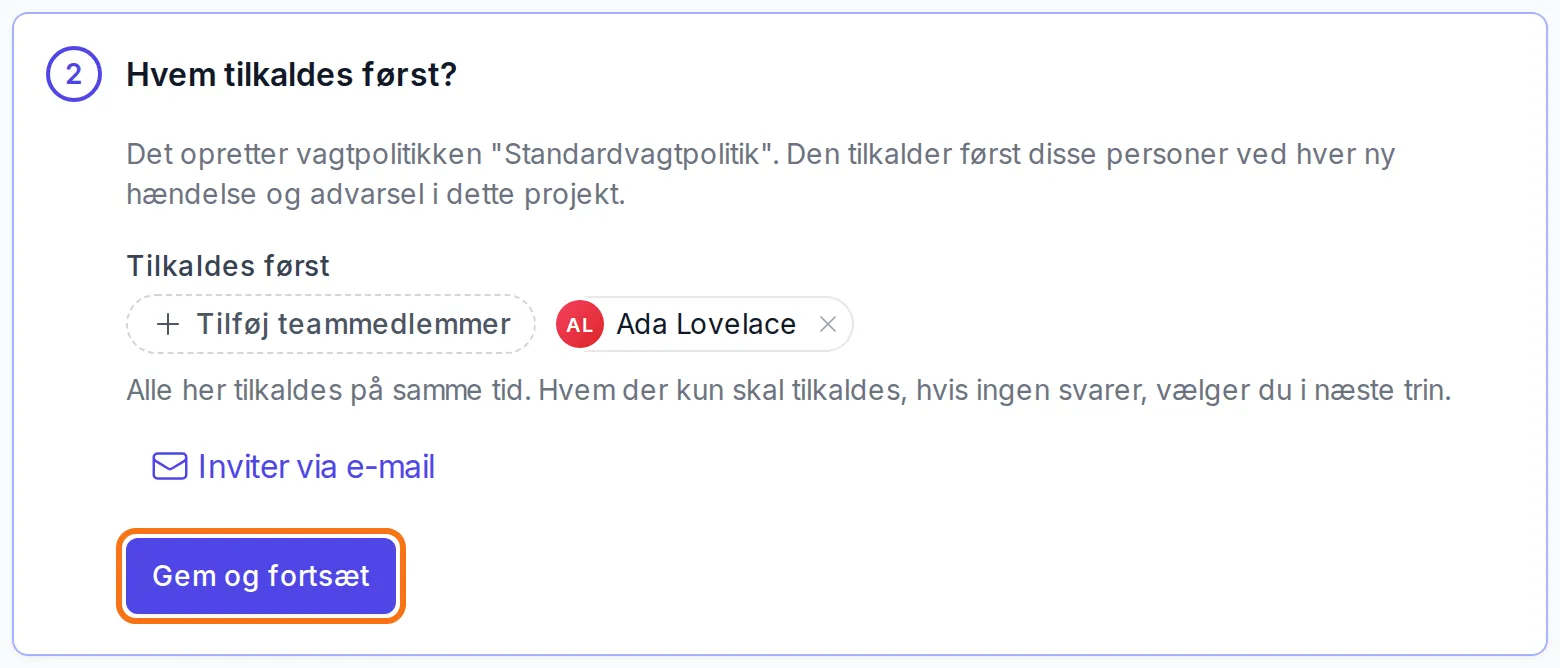 2
Hvem tilkaldes først?
Det opretter vagtpolitikken "Standardvagtpolitik". Den tilkalder først disse personer ved hver ny
hændelse og advarsel i dette projekt.
Tilkaldes først
Tilføj teammedlemmer
AL
Ada Lovelace
Alle her tilkaldes på samme tid. Hvem der kun skal tilkaldes, hvis ingen svarer, vælger du i næste trin.
Inviter via e-mail
Gem og fortsæt